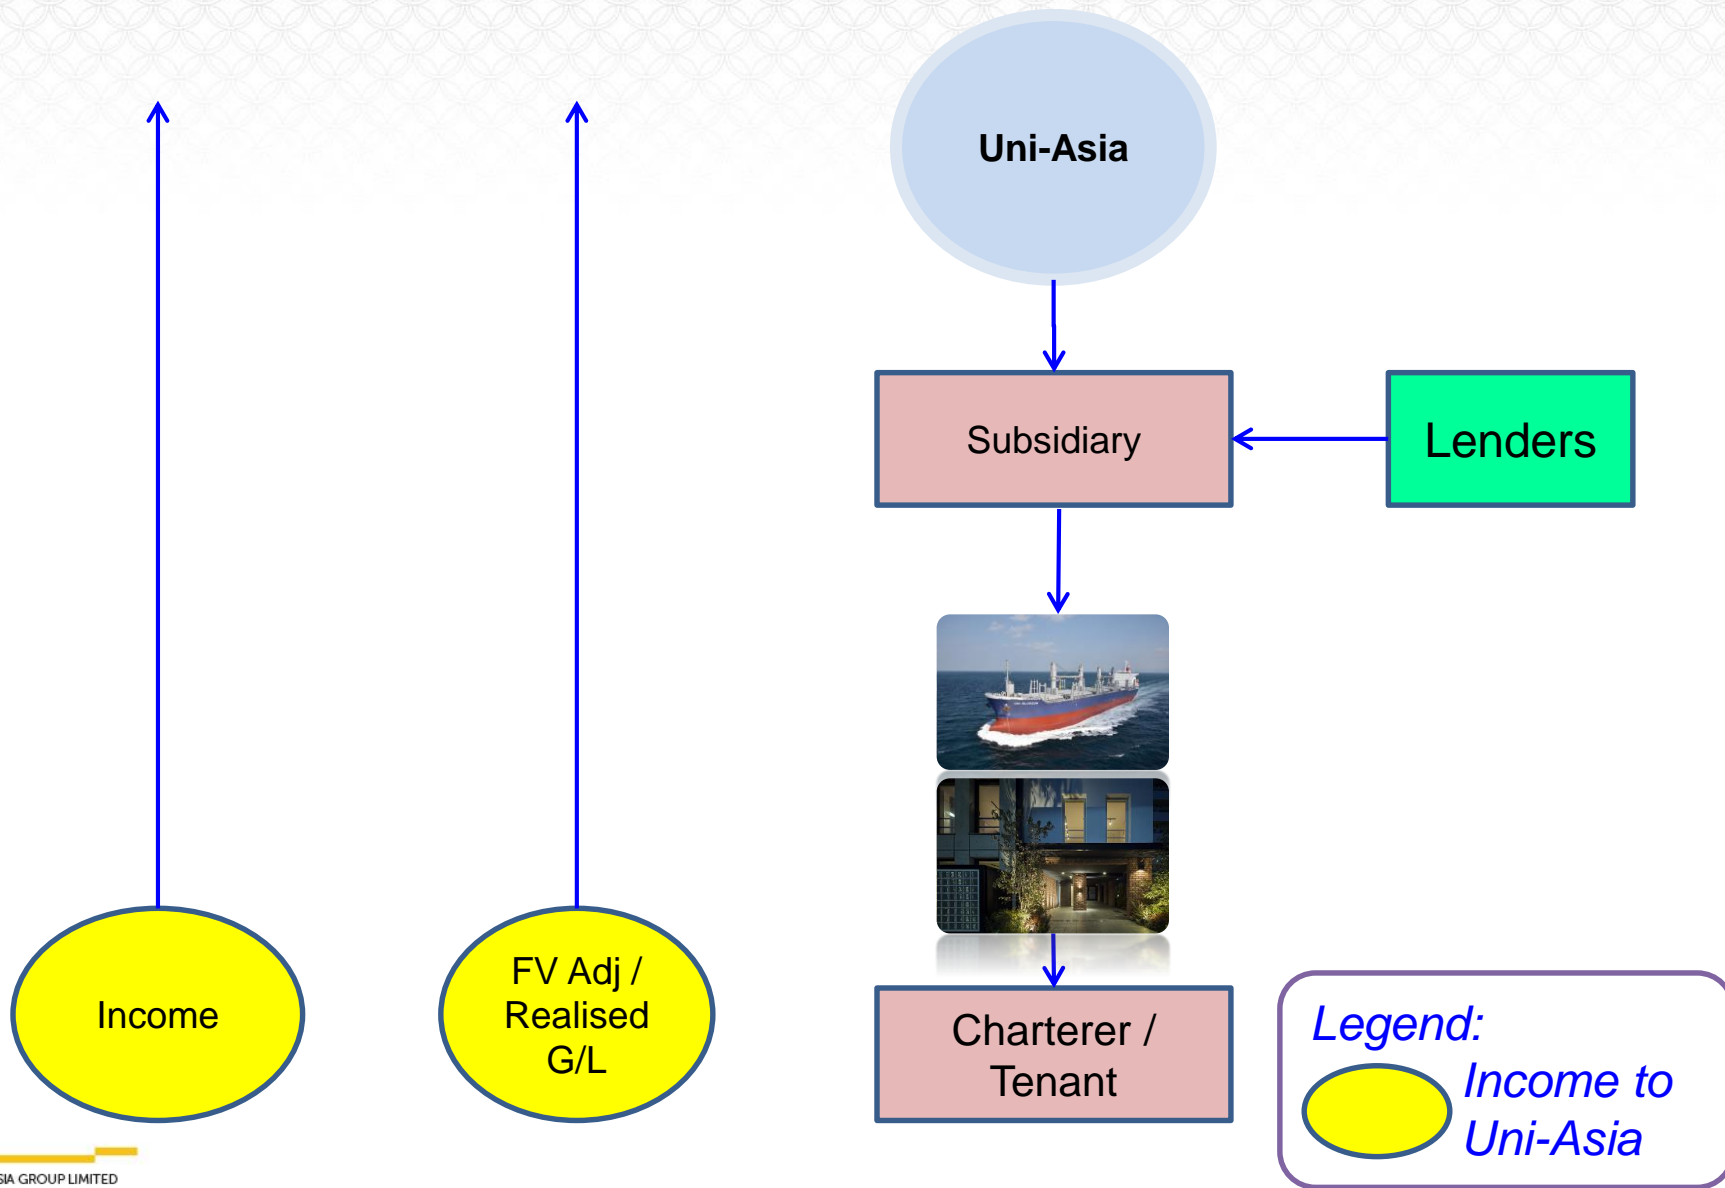 Uni-Asia
Subsidiary
Lenders
Income
FV Adj /
Realised
G/L
Charterer /
Tenant
Legend:
Income to
Uni-Asia
SIA GROUP LIMITED